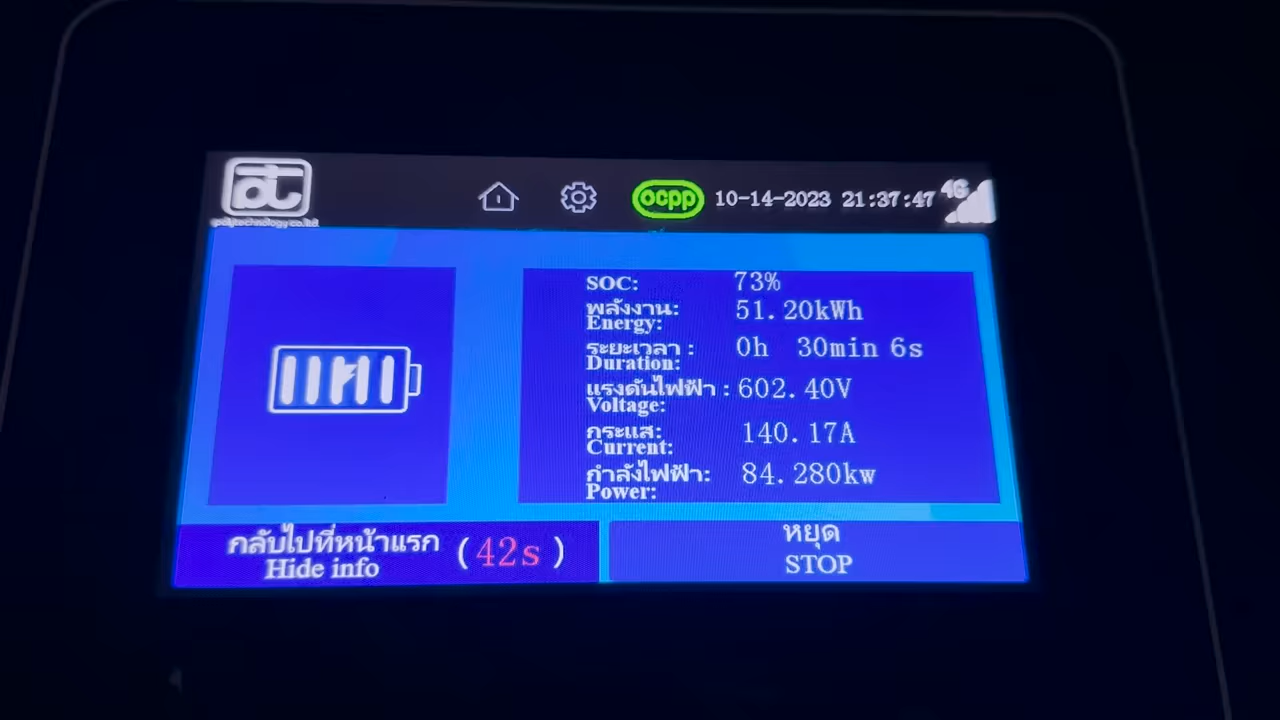 ocpp 10-14-2023 21:37:47 4G
SOC: 73%
พลังงาน:
Energy: 51.20kWh
ระยะเวลา :
Duration: 0h 30min 6s
แรงดันไฟฟ้า :
Voltage: 602.40V
กระแส:
Current: 140.17A
กำลังไฟฟ้า:
Power: 84.280kw
กลับไปที่หน้าแรก
Hide info (42s)
หยุด
STOP